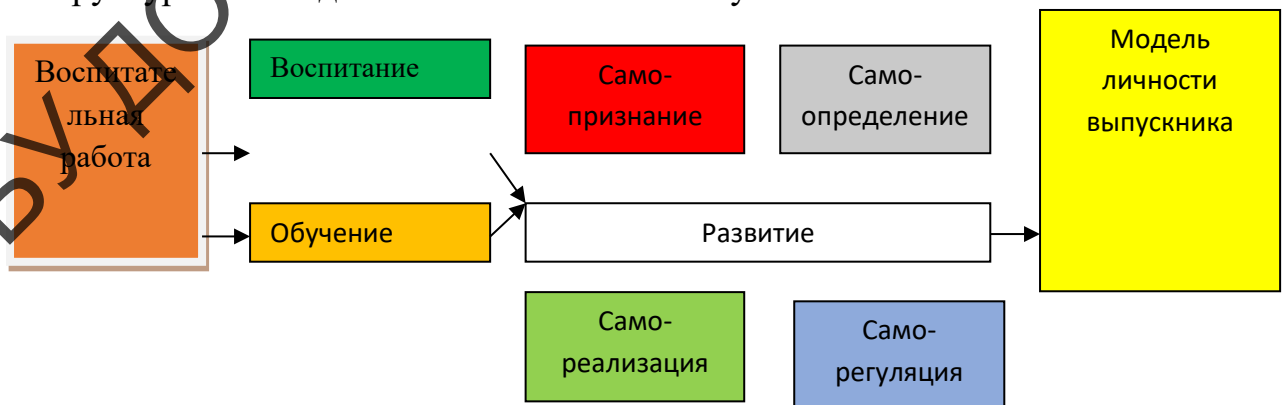 Воспитате
льная
работа
Воспитание
Обучение
Само-
признание
Само-
определение
Развитие
Само-
реализация
Само-
регуляция
Модель
личности
выпускника